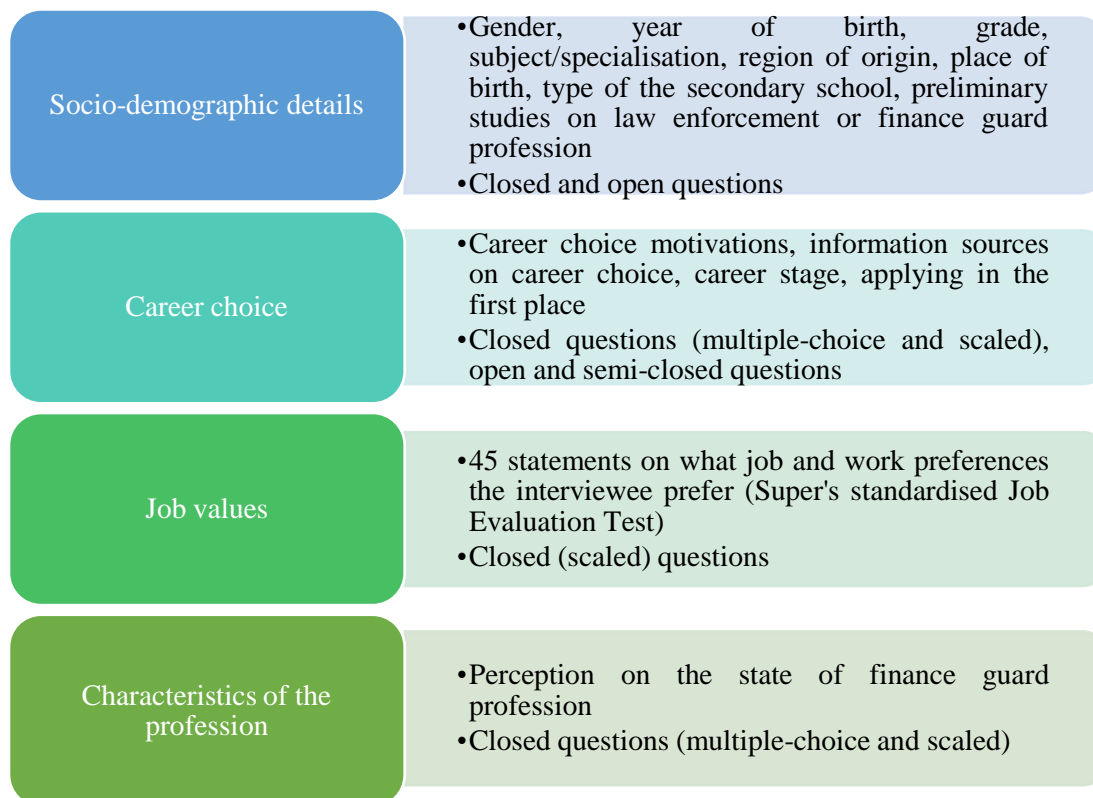 Socio-demographic details
•Gender, year of birth, grade,
subject/specialisation, region of origin, place of
birth, type of the secondary school, preliminary
studies on law enforcement or finance guard
profession
•Closed and open questions
Career choice
•Career choice motivations, information sources
on career choice, career stage, applying in the
first place
•Closed questions (multiple-choice and scaled),
open and semi-closed questions
Job values
•45 statements on what job and work preferences
the interviewee prefer (Super's standardised Job
Evaluation Test)
•Closed (scaled) questions
Characteristics of the
profession
•Perception on the state of finance guard
profession
•Closed questions (multiple-choice and scaled)